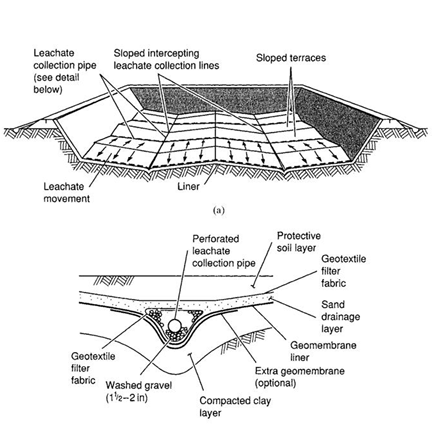 Leachate
collection pipe
(see detail
below)
Sloped intercepting
leachate collection lines
Sloped terraces
Leachate
movement
Liner
(a)
Perforated
leachate
collection pipe
Protective
soil layer
Geotextile
filter
fabric
Sand
drainage
layer
Geomembrane
liner
Extra geomembrane
(optional)
Compacted clay
layer
Washed gravel
(1½–2 in)
Geotextile
filter
fabric